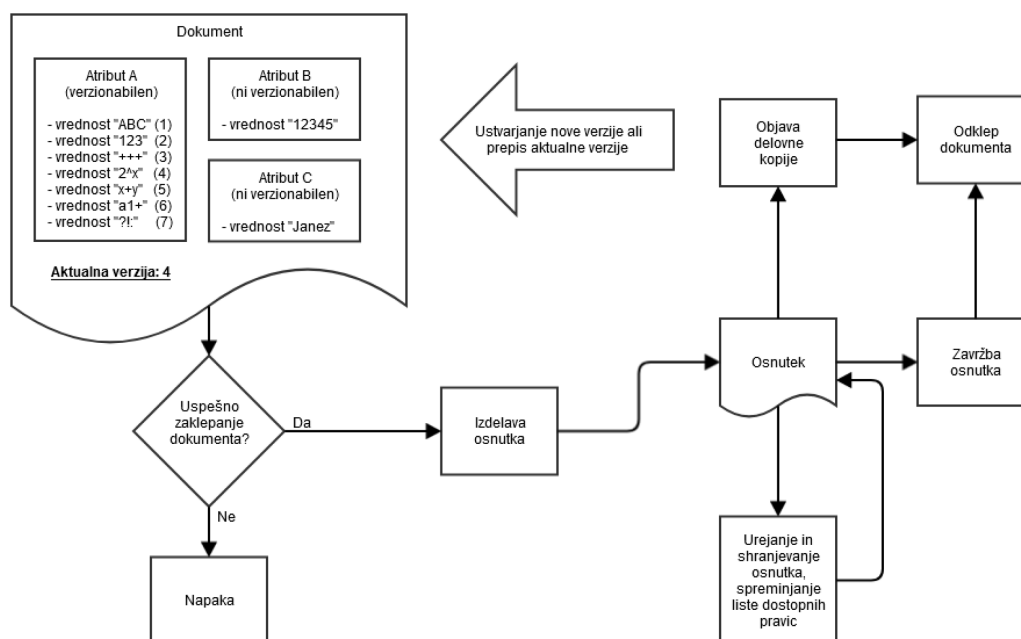 Dokument
Atribut A
(verzionabilen)
- vrednost "ABC" (1)
- vrednost "123" (2)
- vrednost "+++" (3)
- vrednost "2^x" (4)
- vrednost "x+y" (5)
- vrednost "a1+" (6)
- vrednost "?!:" (7)
Atribut B
(ni verzionabilen)
- vrednost "12345"
Atribut C
(ni verzionabilen)
- vrednost "Janez"
Aktualna verzija: 4
Ustvarjanje nove verzije ali
prepis aktualne verzije
Objava
delovne
kopije
Odklep
dokumenta
Uspešno
zaklepanje
dokumenta?
Da
Ne
Napaka
Izdelava
osnutka
Osnutek
Zavržba
osnutka
Urejanje in
shranjevanje
osnutka,
spreminjanje
liste dostopnih
pravic